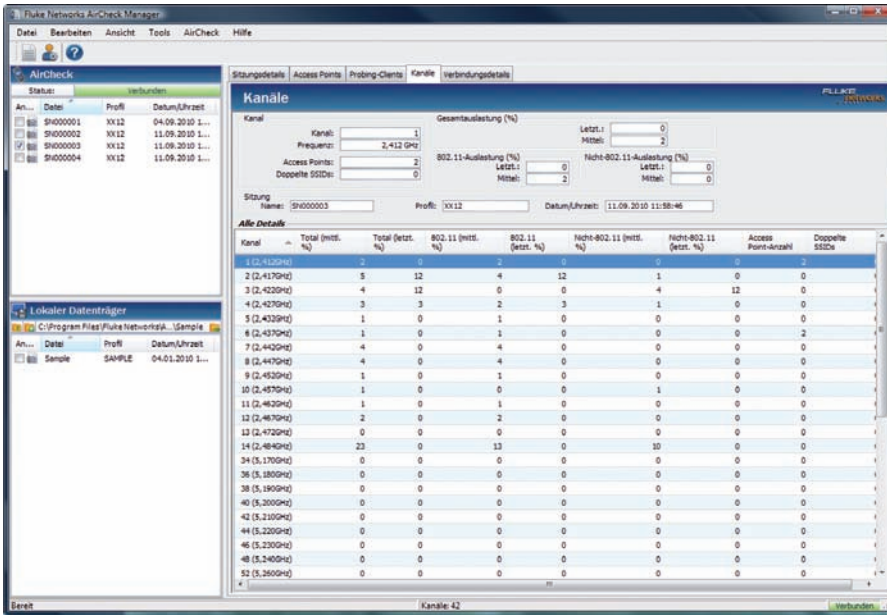 Fluke Networks AirCheck Manager
Datei Bearbeiten Ansicht Tools AirCheck Hilfe
AirCheck
Status: Verbunden
An... Datei Profil Datum/Uhrzeit
SN000001 XX12 04.09.2010 1...
SN000002 XX12 11.09.2010 1...
SN000003 XX12 11.09.2010 1...
SN000004 XX12 11.09.2010 1...
Lokaler Datenträger
C:\Program Files\Fluke Networks\A...\Sample
An... Datei Profil Datum/Uhrzeit
Sample SAMPLE 04.01.2010 1...
Sitzungsdetails Access Points Probing-Clients Kanäle Verbindungsdetails
Kanäle
FLUKE networks
Kanal
Kanal: 1
Frequenz: 2,412 GHz
Access Points: 2
Doppelte SSIDs: 0
Gesamtauslastung (%)
Letzt.: 0
Mittel: 2
802.11-Auslastung (%)
Letzt.: 0
Mittel: 2
Nicht-802.11-Auslastung (%)
Letzt.: 0
Mittel: 0
Sitzung
Name: SN000003 Profil: XX12 Datum/Uhrzeit: 11.09.2010 11:58:46
Alle Details
Kanal Total (mittl. %) Total (letzt. %) 802.11 (mittl. %) 802.11 (letzt. %) Nicht-802.11 (mittl. %) Nicht-802.11 (letzt. %) Access Point-Anzahl Doppelte SSIDs
1 (2,412GHz) 2 0 2 0 0 0 2 0
2 (2,417GHz) 5 12 4 12 1 0 0 0
3 (2,422GHz) 4 12 0 0 4 12 0 0
4 (2,427GHz) 3 3 2 3 1 0 0 0
5 (2,432GHz) 1 0 1 0 0 0 0 0
6 (2,437GHz) 1 0 1 0 0 0 2 0
7 (2,442GHz) 4 0 4 0 0 0 0 0
8 (2,447GHz) 4 0 4 0 0 0 0 0
9 (2,452GHz) 1 0 1 0 0 0 0 0
10 (2,457GHz) 1 0 0 0 1 0 0 0
11 (2,462GHz) 1 0 1 0 0 0 0 0
12 (2,467GHz) 2 0 2 0 0 0 0 0
13 (2,472GHz) 0 0 0 0 0 0 0 0
14 (2,484GHz) 23 0 13 0 10 0 0 0
34 (5,170GHz) 0 0 0 0 0 0 0 0
36 (5,180GHz) 0 0 0 0 0 0 0 0
38 (5,190GHz) 0 0 0 0 0 0 0 0
40 (5,200GHz) 0 0 0 0 0 0 0 0
42 (5,210GHz) 0 0 0 0 0 0 0 0
44 (5,220GHz) 0 0 0 0 0 0 0 0
46 (5,230GHz) 0 0 0 0 0 0 0 0
48 (5,240GHz) 0 0 0 0 0 0 0 0
52 (5,260GHz) 0 0 0 0 0 0 0 0
Bereit Kanäle: 42 Verbunden